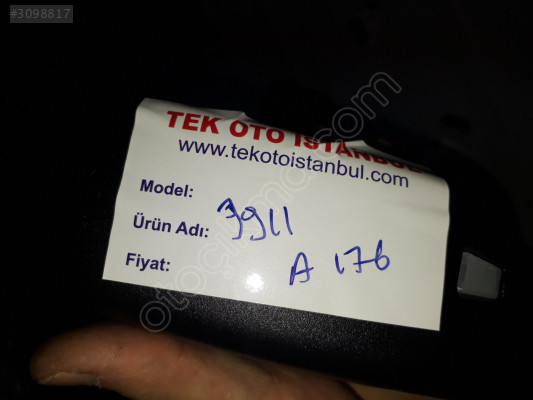 #3098817
TEK OTO İSTANBUL
www.tekotoistanbul.com
Model:
Ürün Adı: 3911
Fiyat: A 176